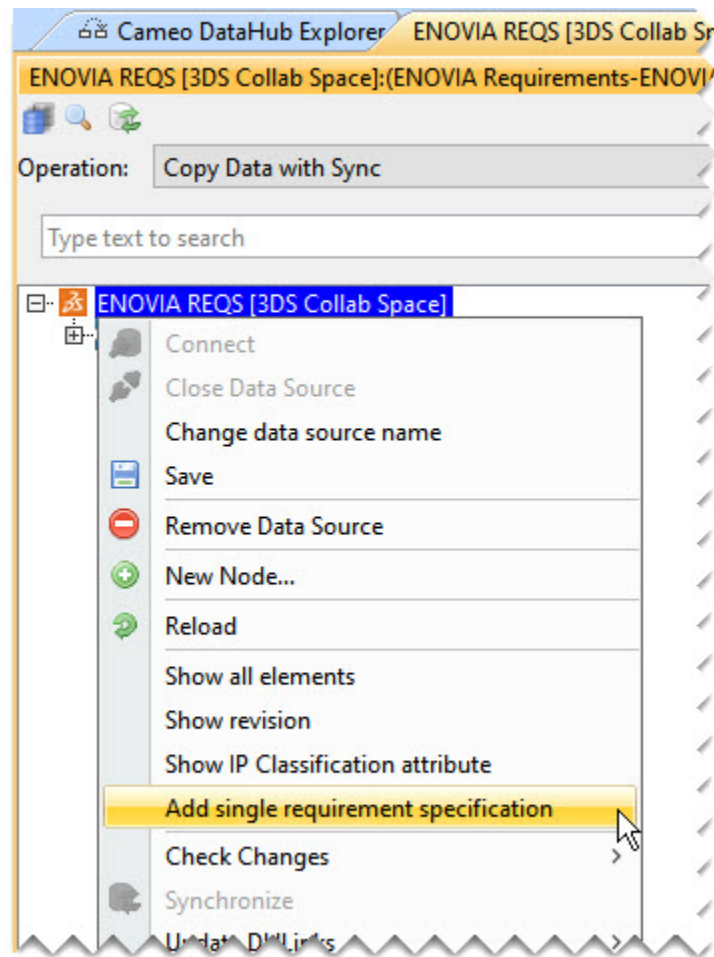 Cameo DataHub Explorer ENOVIA REQS [3DS Collab
ENOVIA REQS [3DS Collab Space]:(ENOVIA Requirements-
Operation: Copy Data with Sync
Type text to search
ENOVIA REQS [3DS Collab Space]
Connect
Close Data Source
Change data source name
Save
Remove Data Source
New Node...
Reload
Show all elements
Show revision
Show IP Classification attribute
Add single requirement specification
Check Changes
Synchronize